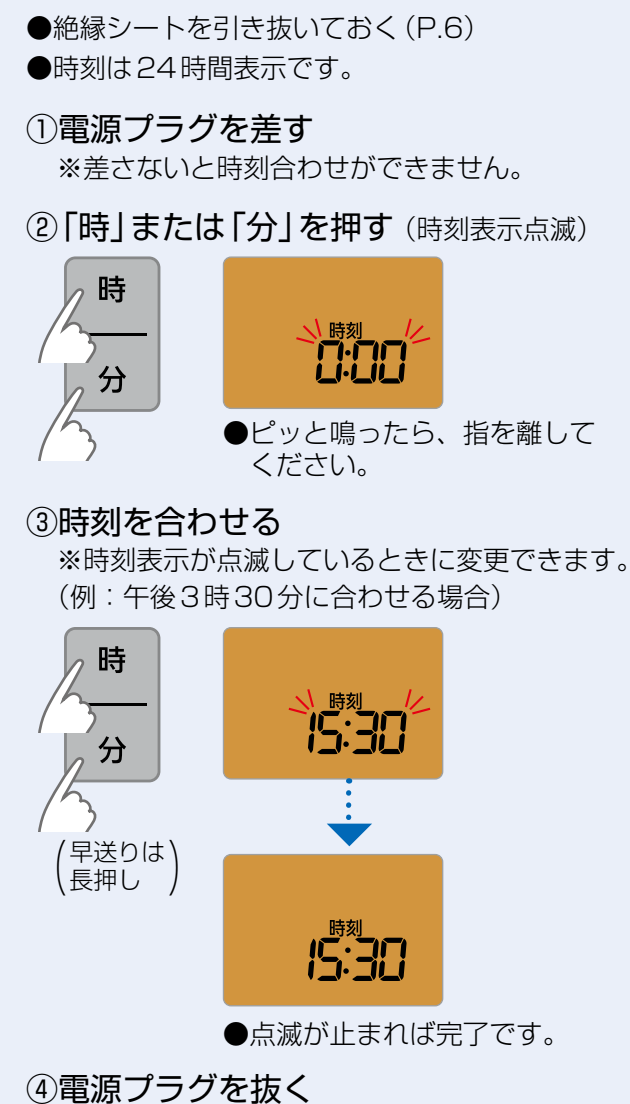 ●絶縁シートを引き抜いておく(P.6)
●時刻は24時間表示です。
①電源プラグを差す
※差さないと時刻合わせができません。
②「時」または「分」を押す(時刻表示点滅)
時
分
時刻
0:00
●ピッと鳴ったら、指を離して
ください。
③時刻を合わせる
※時刻表示が点滅しているときに変更できます。
(例:午後3時30分に合わせる場合)
時
分
(早送りは
長押し)
時刻
15:30
時刻
15:30
●点滅が止まれば完了です。
④電源プラグを抜く